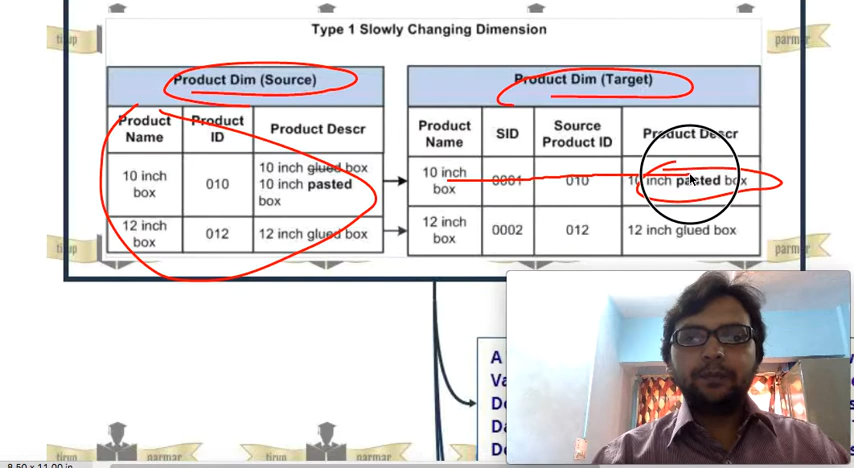 Type 1 Slowly Changing Dimension
tirup
parmar
Product Dim (Source)
Product Name
Product ID
Product Descr
10 inch box
010
10 inch glued box
10 inch pasted box
12 inch box
012
12 inch glued box
Product Dim (Target)
Product Name
SID
Source Product ID
Product Descr
10 inch box
0001
010
10 inch pasted box
12 inch box
0002
012
12 inch glued box
tirup
parmar
A
Va
De
Da
De
tirup
parmar
tirup
parmar
8.50 x 11.00 in